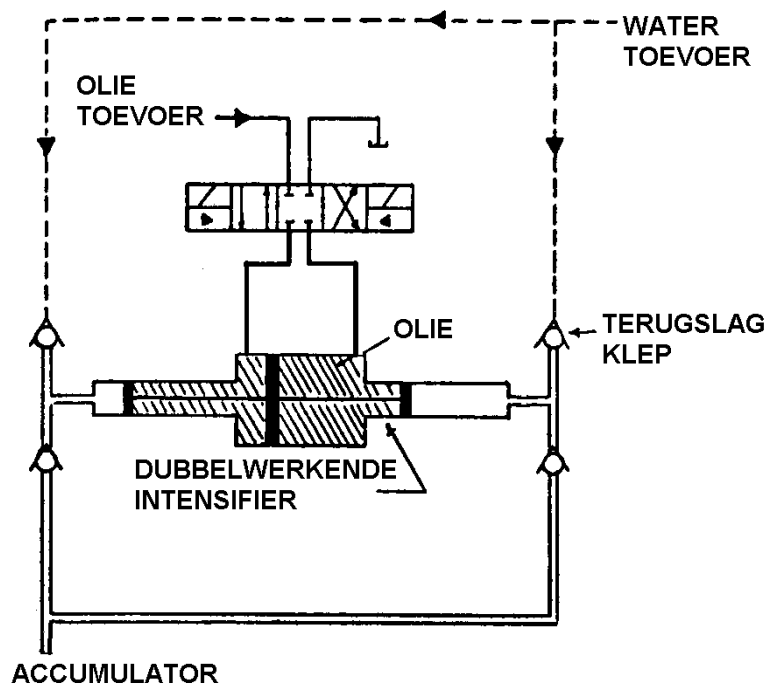 WATER
TOEVOER
OLIE
TOEVOER
OLIE
TERUGSLAG
KLEP
DUBBELWERKENDE
INTENSIFIER
ACCUMULATOR